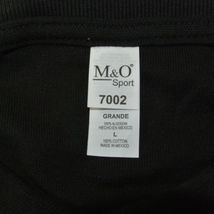 M&O®
Sport
7002
GRANDE
100% ALGODON
HECHO EN MEXICO
L
100% COTTON
MADE IN MEXICO